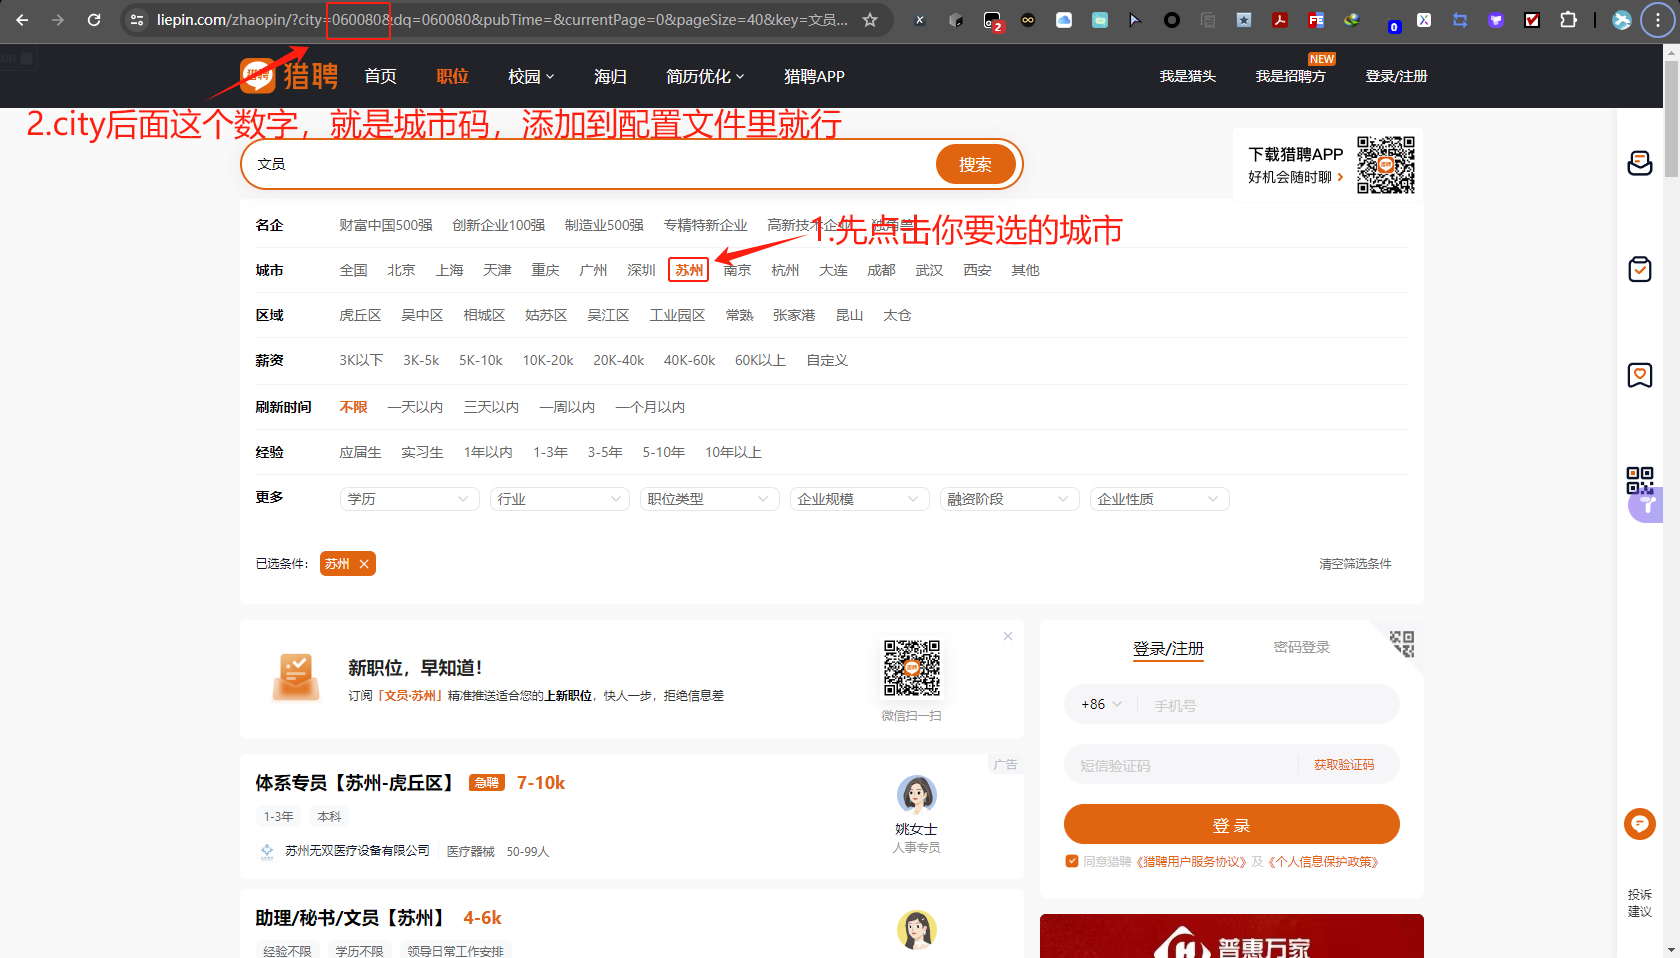 liepin.com/zhaopin/?city=060080&dq=060080&pubTime=&currentPage=0&pageSize=40&key=文员...
猎聘
首页
职位
校园
海归
简历优化
猎聘APP
我是猎头
我是招聘方
NEW
登录/注册
2.city后面这个数字，就是城市码，添加到配置文件里就行
文员
搜索
下载猎聘APP
好机会随时聊
1.先点击你要选的城市
名企 财富中国500强 创新企业100强 制造业500强 专精特新企业 高新技术企业 独角兽
城市 全国 北京 上海 天津 重庆 广州 深圳 苏州 南京 杭州 大连 成都 武汉 西安 其他
区域 虎丘区 吴中区 相城区 姑苏区 吴江区 工业园区 常熟 张家港 昆山 太仓
薪资 3K以下 3K-5k 5K-10k 10K-20k 20K-40k 40K-60k 60K以上 自定义
刷新时间 不限 一天以内 三天以内 一周以内 一个月以内
经验 应届生 实习生 1年以内 1-3年 3-5年 5-10年 10年以上
更多 学历 行业 职位类型 企业规模 融资阶段 企业性质
已选条件： 苏州
清空筛选条件
新职位，早知道！
订阅「文员·苏州」精准推送适合您的上新职位，快人一步，拒绝信息差
微信扫一扫
登录/注册
密码登录
+86 手机号
短信验证码 获取验证码
登 录
同意猎聘《猎聘用户服务协议》及《个人信息保护政策》
广告
体系专员【苏州-虎丘区】 急聘 7-10k
1-3年 本科
苏州无双医疗设备有限公司 医疗器械 50-99人
姚女士
人事专员
助理/秘书/文员【苏州】 4-6k
经验不限 学历不限 领导日常工作安排
普惠万家
投诉
建议
2
0